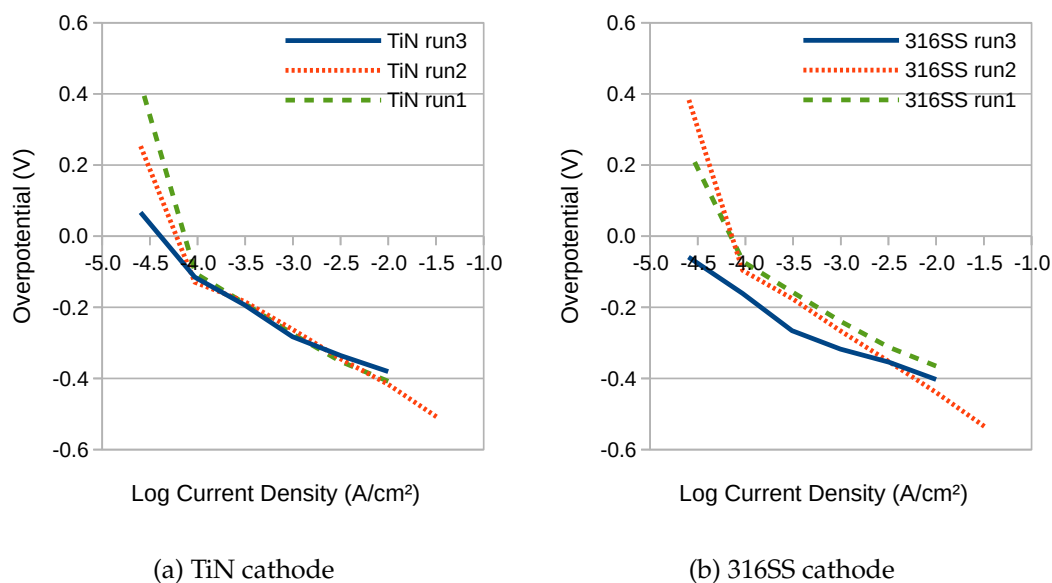 0.6
0.4
0.2
0.0
-0.2
-0.4
-0.6
-5.0 -4.5 -4.0 -3.5 -3.0 -2.5 -2.0 -1.5 -1.0
TiN run3
TiN run2
TiN run1
Overpotential (V)
Log Current Density (A/cm²)
(a) TiN cathode
0.6
0.4
0.2
0.0
-0.2
-0.4
-0.6
-5.0 -4.5 -4.0 -3.5 -3.0 -2.5 -2.0 -1.5 -1.0
316SS run3
316SS run2
316SS run1
Overpotential (V)
Log Current Density (A/cm²)
(b) 316SS cathode